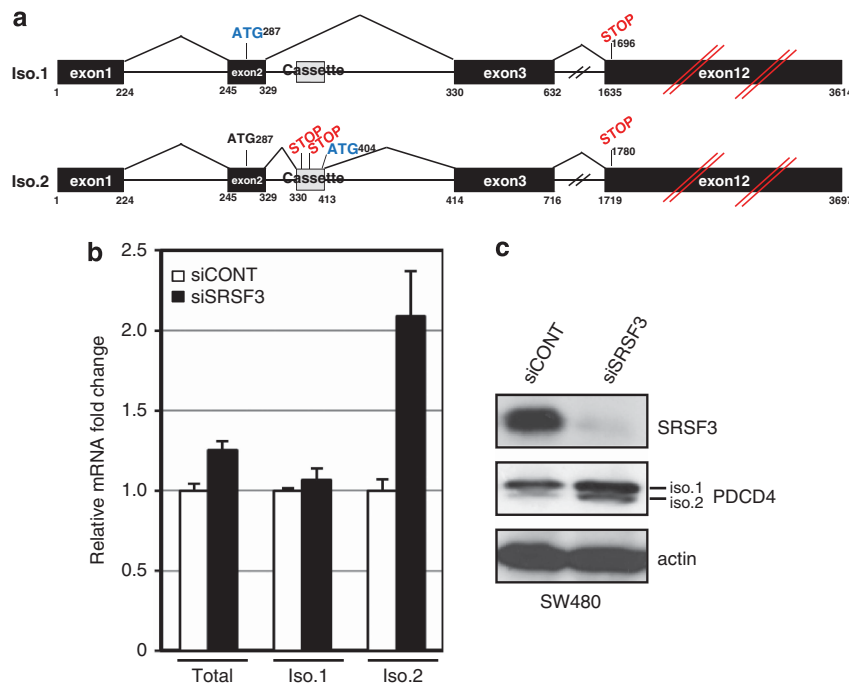 a
ATG287
STOP
1696
Iso.1
exon1
exon2
Cassette
exon3
exon12
1
224
245
329
330
632
1635
3614
ATG287
STOP
STOP
ATG404
STOP
1780
Iso.2
exon1
exon2
Cassette
exon3
exon12
1
224
245
329
330
413
414
716
1719
3697
b
siCONT
siSRSF3
Relative mRNA fold change
2.5
2.0
1.5
1.0
0.5
0
Total
Iso.1
Iso.2
c
siCONT
siSRSF3
SRSF3
iso.1
iso.2
PDCD4
actin
SW480